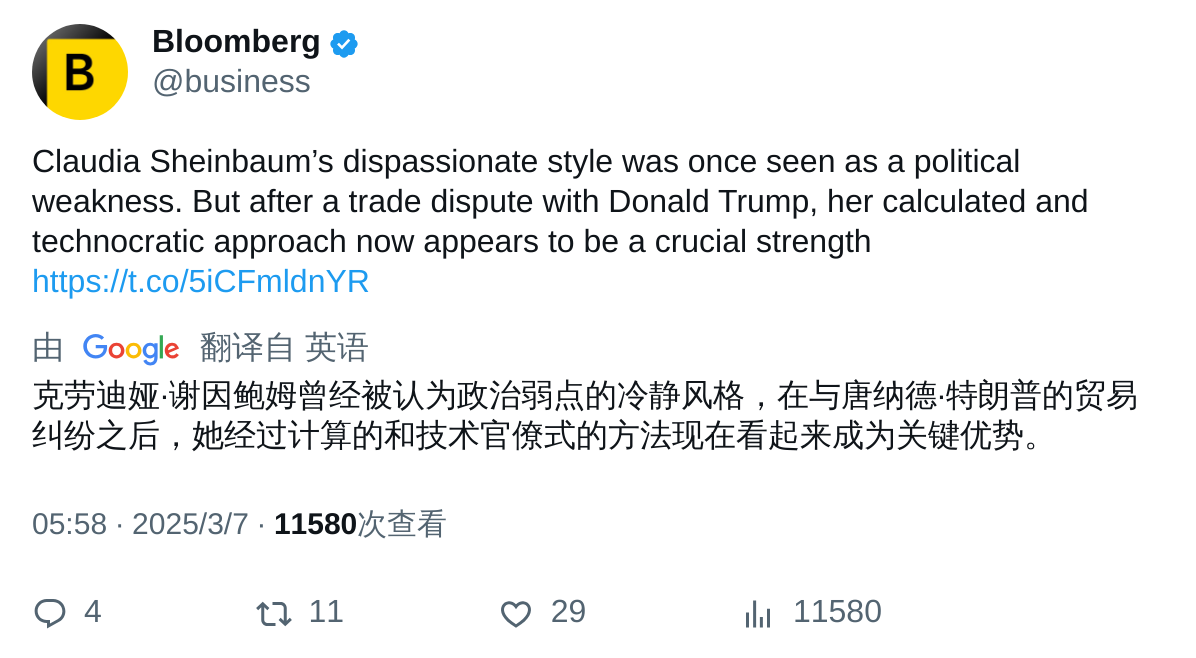 B
Bloomberg
@business
Claudia Sheinbaum’s dispassionate style was once seen as a political
weakness. But after a trade dispute with Donald Trump, her calculated and
technocratic approach now appears to be a crucial strength
https://t.co/5iCFmldnYR
由 Google 翻译自 英语
克劳迪娅·谢因鲍姆曾经被认为政治弱点的冷静风格，在与唐纳德·特朗普的贸易
纠纷之后，她经过计算的和技术官僚式的方法现在看起来成为关键优势。
05:58 · 2025/3/7 · 11580次查看
4 11 29 11580